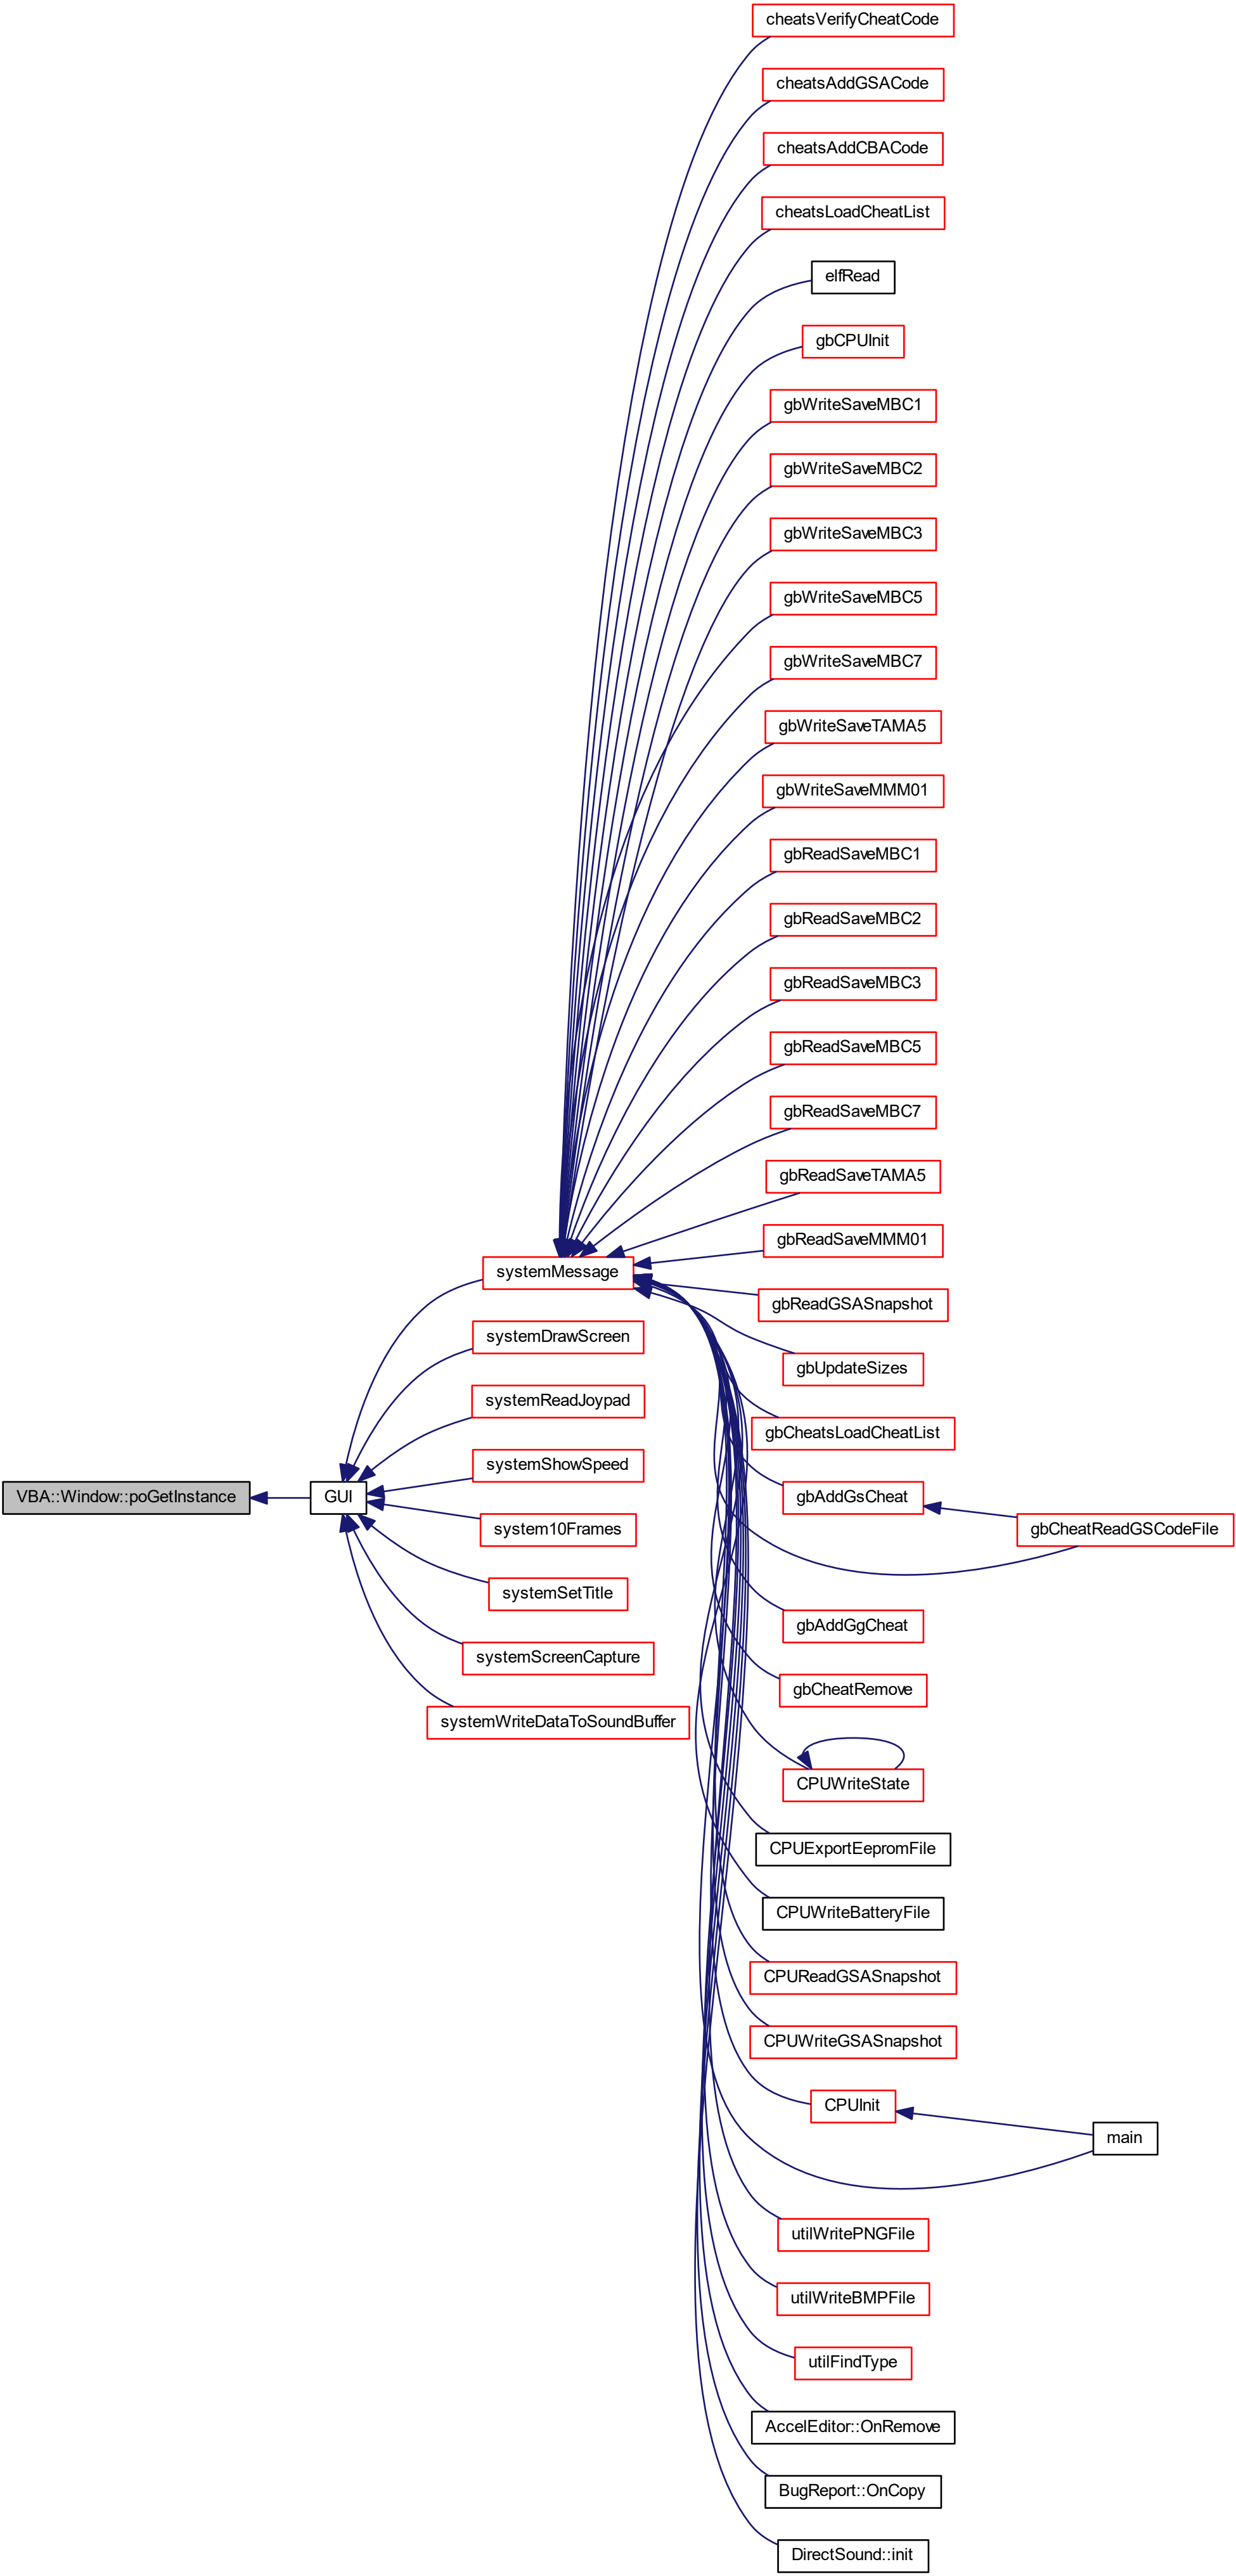 cheatsVerifyCheatCode
cheatsAddGSACode
cheatsAddCBACode
cheatsLoadCheatList
elfRead
gbCPUInit
gbWriteSaveMBC1
gbWriteSaveMBC2
gbWriteSaveMBC3
gbWriteSaveMBC5
gbWriteSaveMBC7
gbWriteSaveTAMA5
gbWriteSaveMMM01
gbReadSaveMBC1
gbReadSaveMBC2
gbReadSaveMBC3
gbReadSaveMBC5
gbReadSaveMBC7
gbReadSaveTAMA5
gbReadSaveMMM01
systemMessage
gbReadGSASnapshot
systemDrawScreen
gbUpdateSizes
systemReadJoypad
gbCheatsLoadCheatList
systemShowSpeed
VBA::Window::poGetInstance
GUI
gbAddGsCheat
system10Frames
gbCheatReadGSCodeFile
systemSetTitle
gbAddGgCheat
systemScreenCapture
gbCheatRemove
systemWriteDataToSoundBuffer
CPUWriteState
CPUExportEepromFile
CPUWriteBatteryFile
CPUReadGSASnapshot
CPUWriteGSASnapshot
CPUInit
main
utilWritePNGFile
utilWriteBMPFile
utilFindType
AccelEditor::OnRemove
BugReport::OnCopy
DirectSound::init